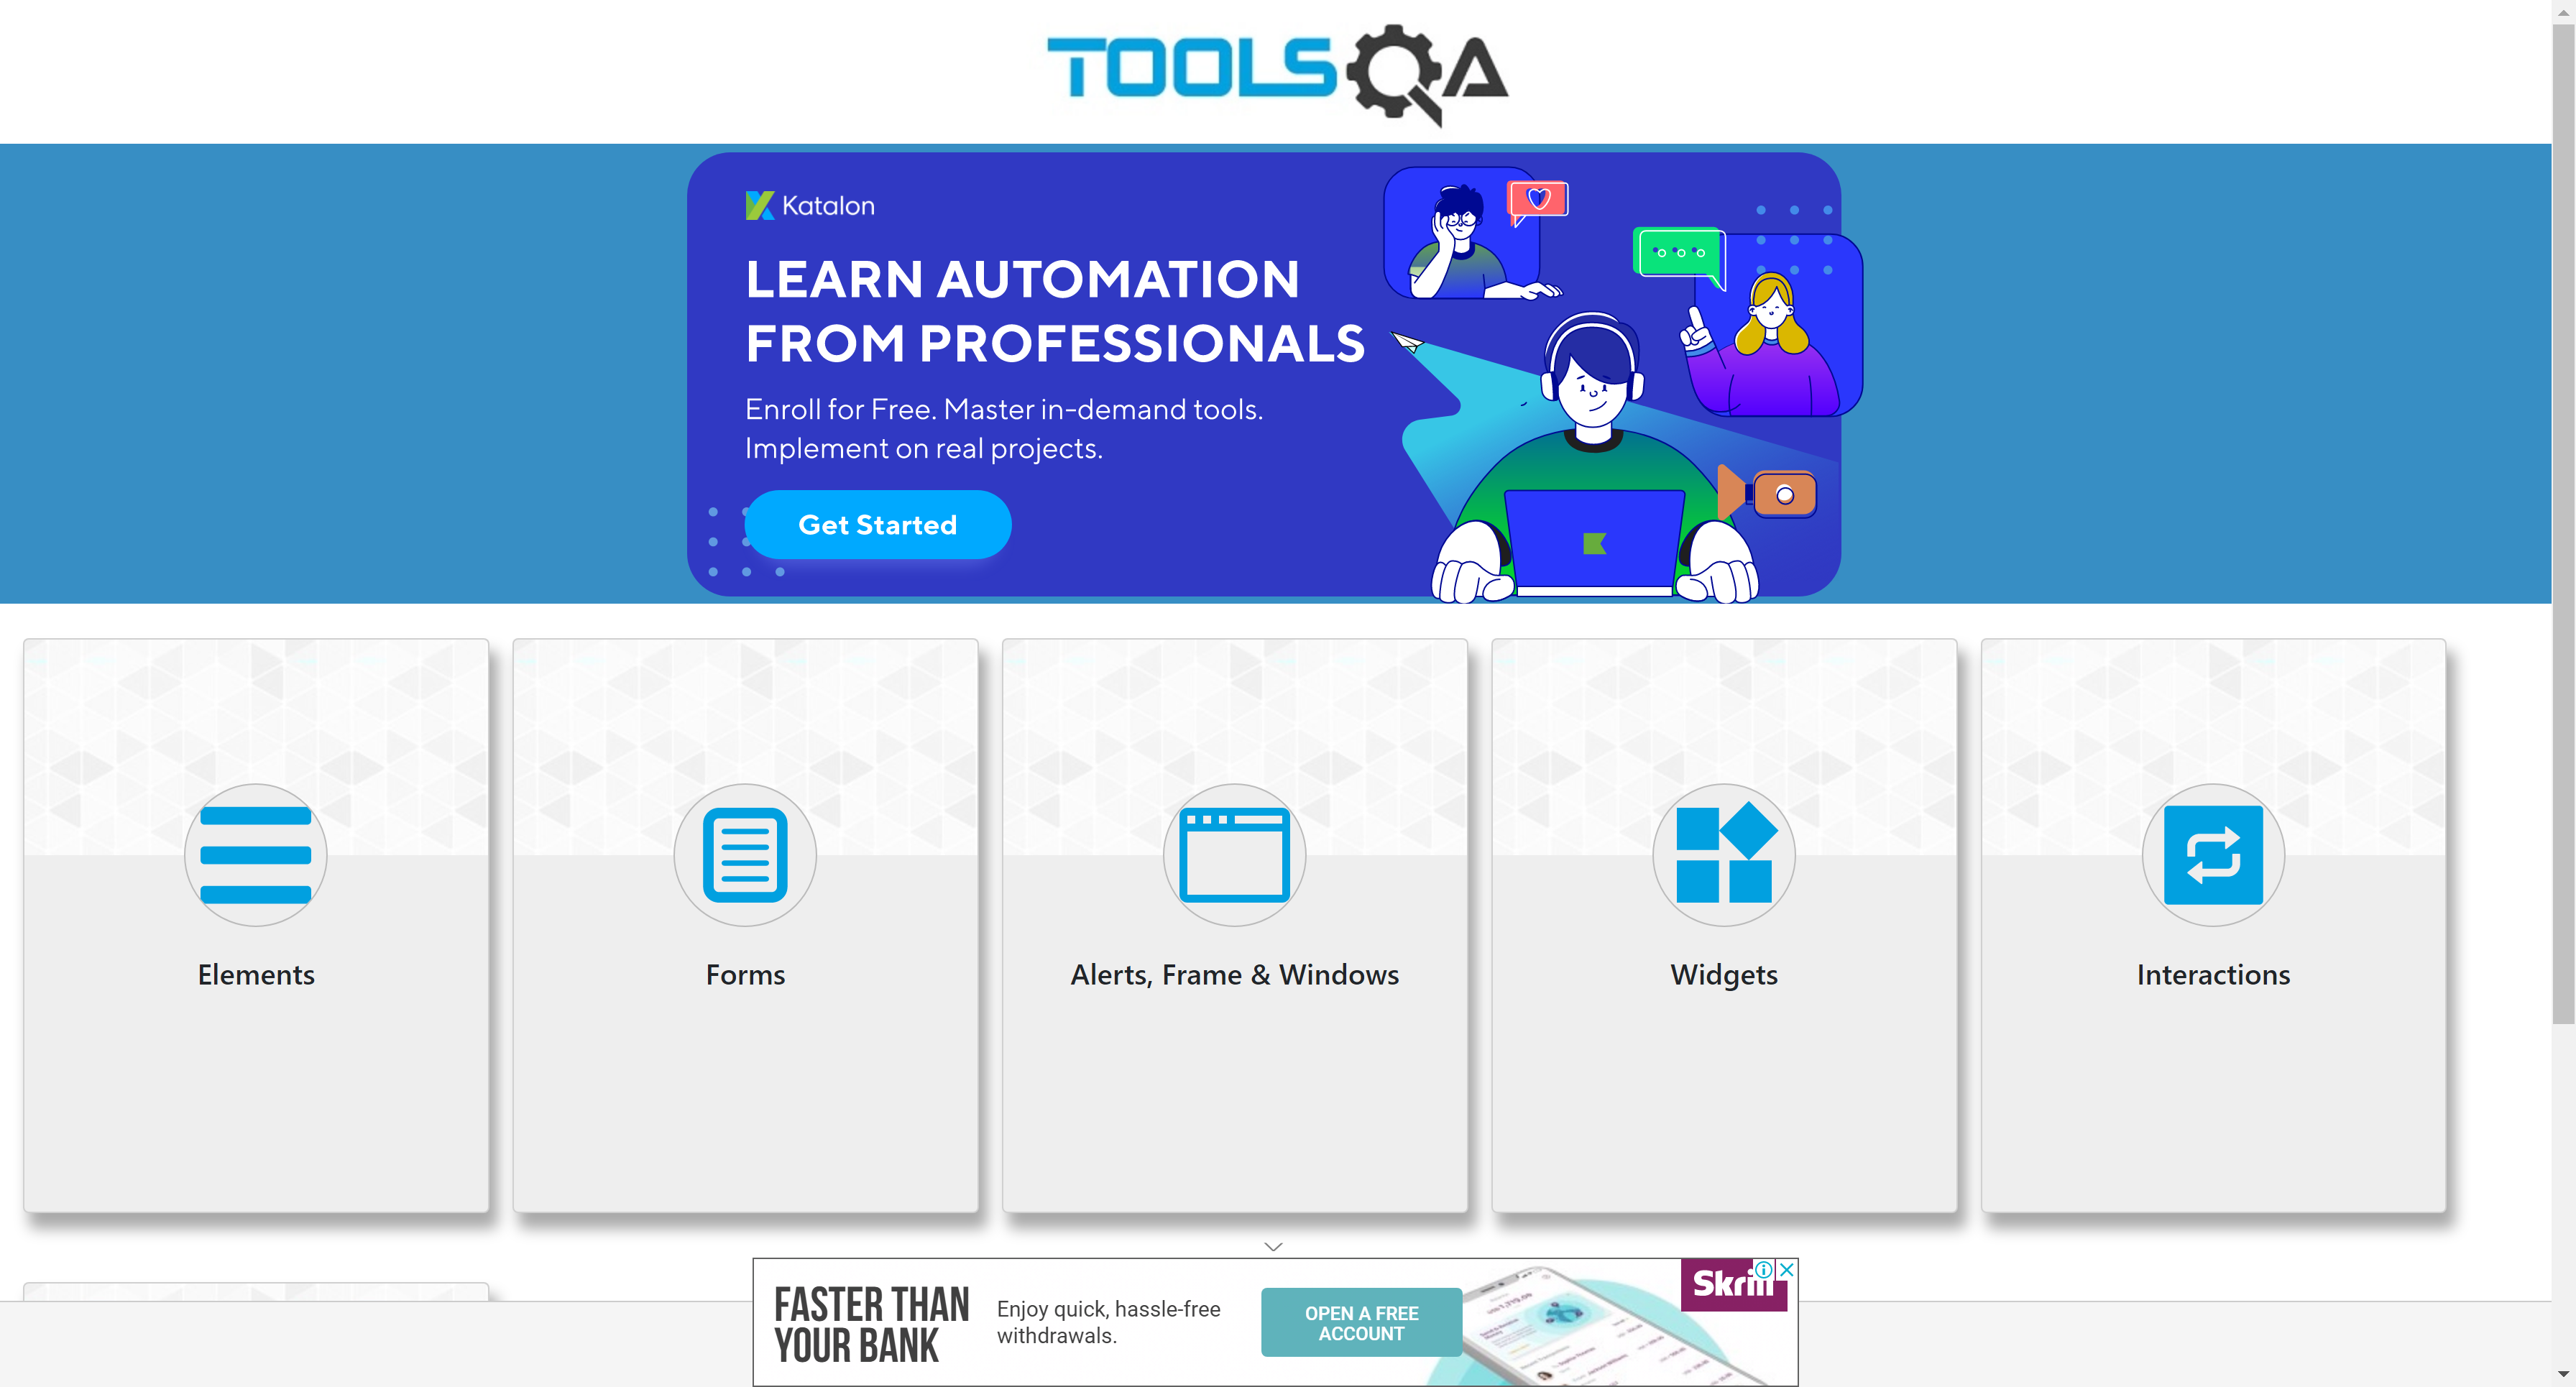 TOOLSQA
Katalon
LEARN AUTOMATION
FROM PROFESSIONALS
Enroll for Free. Master in-demand tools.
Implement on real projects.
Get Started
Elements
Forms
Alerts, Frame & Windows
Widgets
Interactions
FASTER THAN
YOUR BANK
Enjoy quick, hassle-free
withdrawals.
OPEN A FREE
ACCOUNT
Skrill